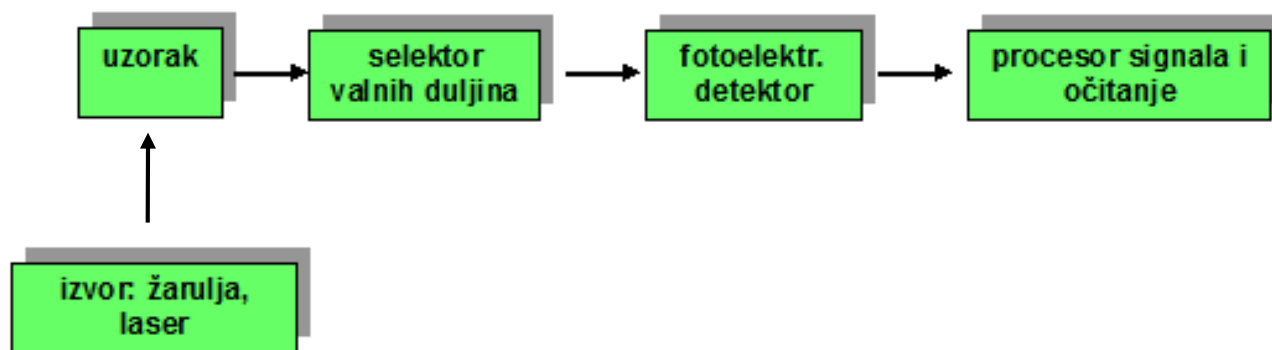 uzorak
selektor
valnih duljina
fotoelektr.
detektor
procesor signala i
očitanje
izvor: žarulja,
laser